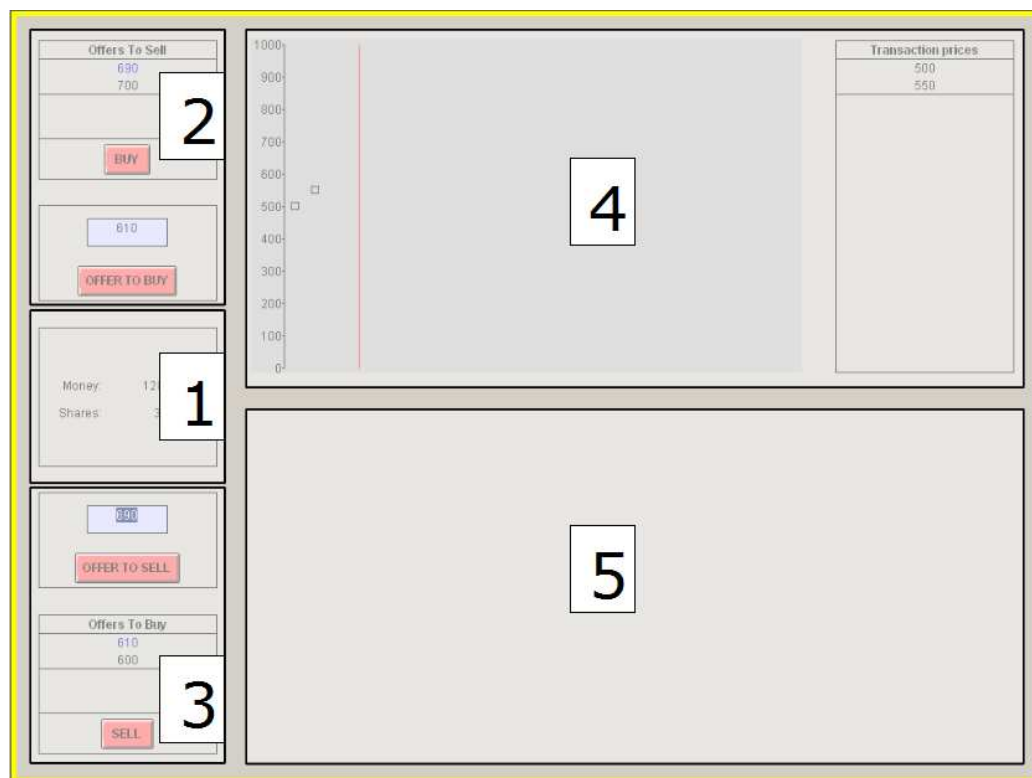 Offers To Sell
690
700
2
BUY
610
OFFER TO BUY
Money:
Shares:
1
690
OFFER TO SELL
Offers To Buy
610
600
3
SELL
1000
900
800
700
600
500
400
300
200
100
0
4
Transaction prices
500
550
5